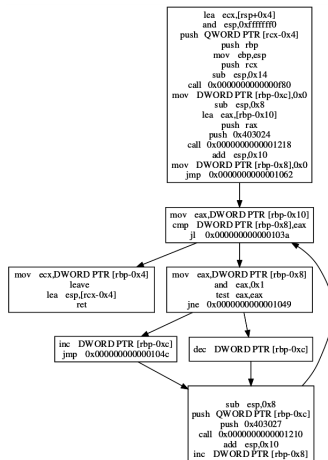 lea ecx,[rsp+0x4]
and esp,0xfffffff0
push QWORD PTR [rcx-0x4]
push rbp
mov ebp,esp
push rcx
sub esp,0x14
call 0x0000000000000f80
mov DWORD PTR [rbp-0xc],0x0
sub esp,0x8
lea eax,[rbp-0x10]
push rax
push 0x403024
call 0x0000000000001218
add esp,0x10
mov DWORD PTR [rbp-0x8],0x0
jmp 0x0000000000001062
mov eax,DWORD PTR [rbp-0x10]
cmp DWORD PTR [rbp-0x8],eax
jl 0x000000000000103a
mov ecx,DWORD PTR [rbp-0x4]
leave
lea esp,[rcx-0x4]
ret
mov eax,DWORD PTR [rbp-0x8]
and eax,0x1
test eax,eax
jne 0x0000000000001049
inc DWORD PTR [rbp-0xc]
jmp 0x000000000000104c
dec DWORD PTR [rbp-0xc]
sub esp,0x8
push QWORD PTR [rbp-0xc]
push 0x403027
call 0x0000000000001210
add esp,0x10
inc DWORD PTR [rbp-0x8]